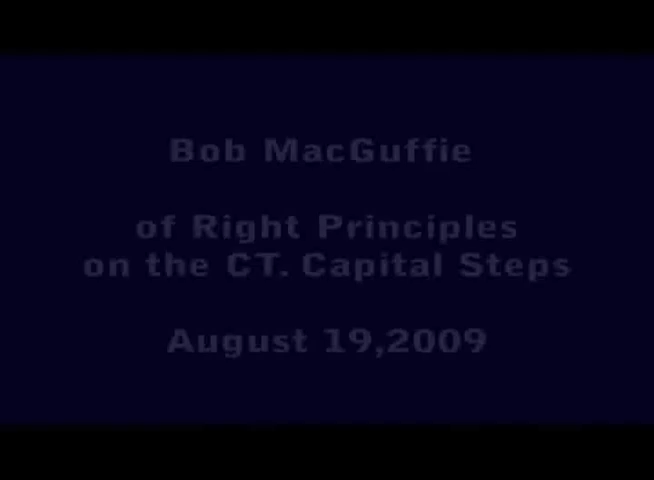 Bob MacGuffie
of Right Principles
on the CT. Capital Steps
August 19,2009